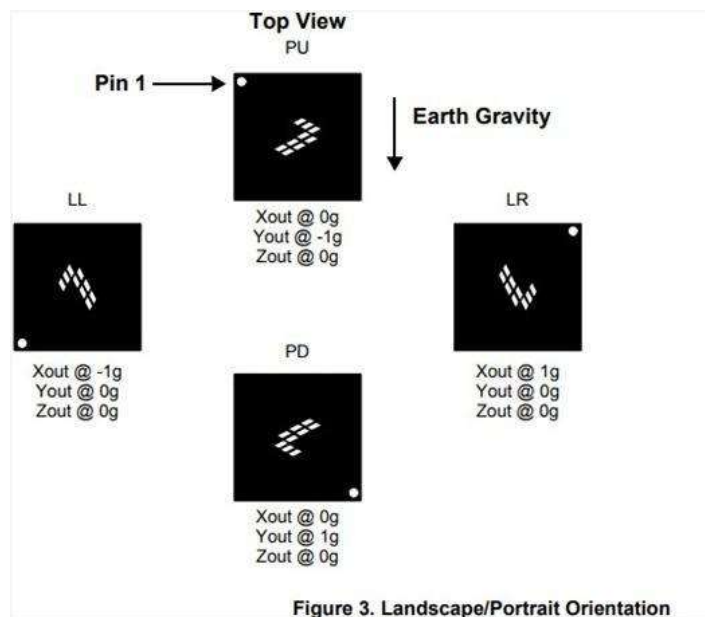 Top View
PU
Pin 1
Earth Gravity
LL
LR
Xout @ 0g
Yout @ -1g
Zout @ 0g
PD
Xout @ -1g
Yout @ 0g
Zout @ 0g
Xout @ 1g
Yout @ 0g
Zout @ 0g
Xout @ 0g
Yout @ 1g
Zout @ 0g
Figure 3. Landscape/Portrait Orientation